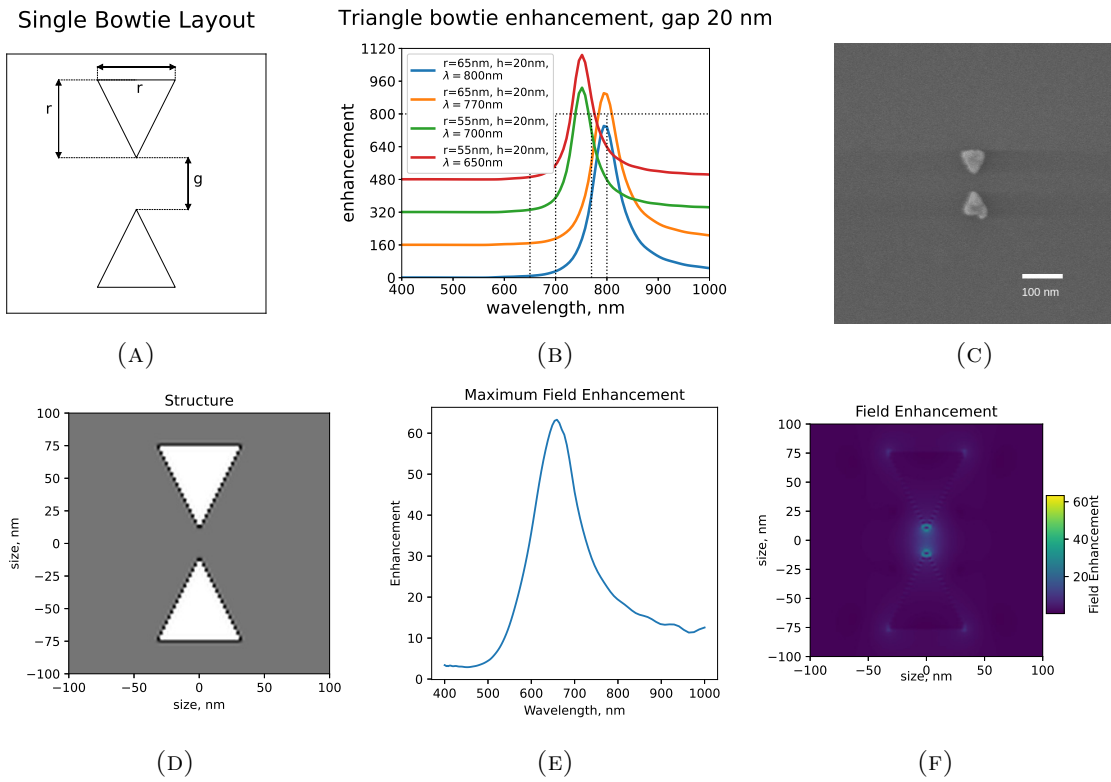 Single Bowtie Layout
r
r
g
(A)
Triangle bowtie enhancement, gap 20 nm
enhancement
1120
960
800
640
480
320
160
0
r=65nm, h=20nm,
λ = 800nm
r=65nm, h=20nm,
λ = 770nm
r=55nm, h=20nm,
λ = 700nm
r=55nm, h=20nm,
λ = 650nm
400 500 600 700 800 900 1000
wavelength, nm
(B)
100 nm
(C)
Structure
size, nm
100
75
50
25
0
−25
−50
−75
−100
−100 −50 0 50 100
size, nm
(D)
Maximum Field Enhancement
Enhancement
60
50
40
30
20
10
0
400 500 600 700 800 900 1000
Wavelength, nm
(E)
Field Enhancement
size, nm
100
75
50
25
0
−25
−50
−75
−100
−100 −50 0 50 100
size, nm
60
40
20
Field Enhancement
(F)